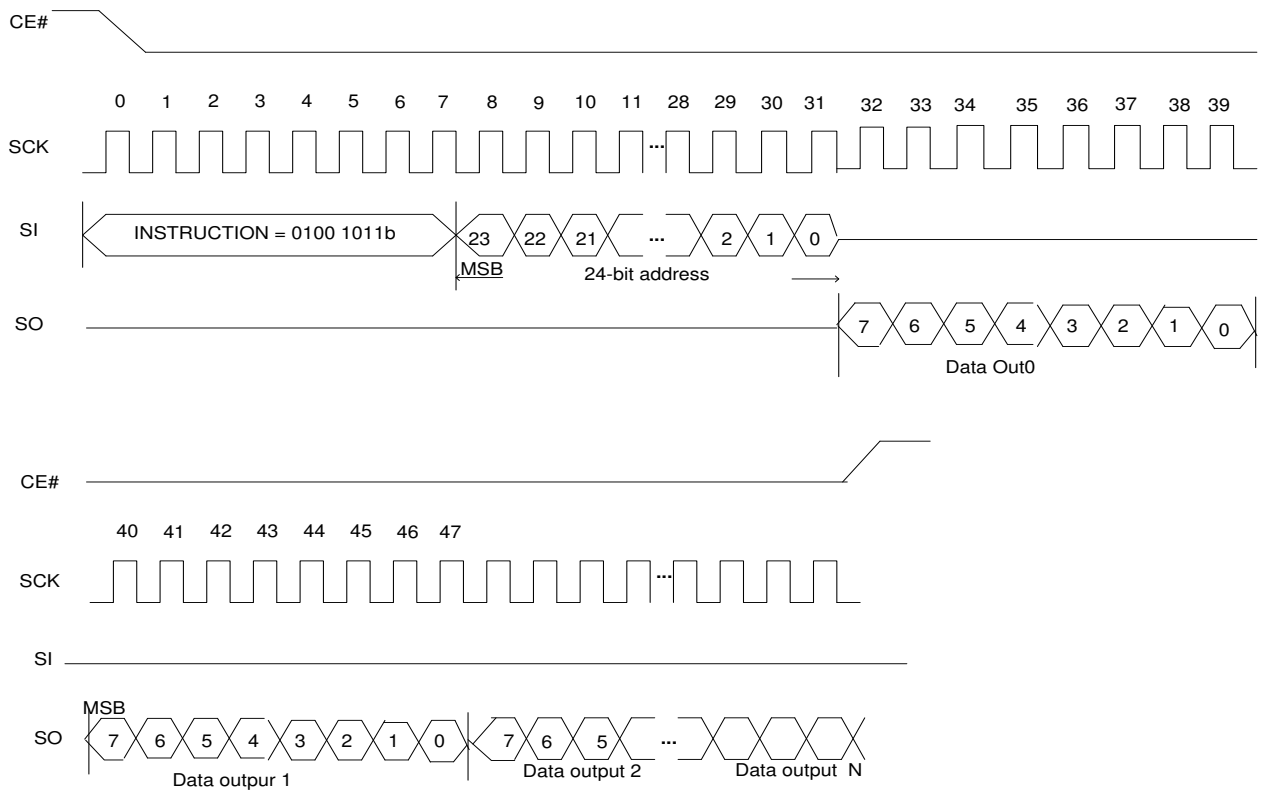 CE#
0 1 2 3 4 5 6 7 8 9 10 11 28 29 30 31 32 33 34 35 36 37 38 39
SCK ...
SI INSTRUCTION = 0100 1011b 23 22 21 ... 2 1 0
MSB 24-bit address
SO 7 6 5 4 3 2 1 0
Data Out0
CE#
40 41 42 43 44 45 46 47
SCK ...
SI
MSB
SO 7 6 5 4 3 2 1 0 7 6 5 ...
Data outpur 1 Data output 2 Data output N